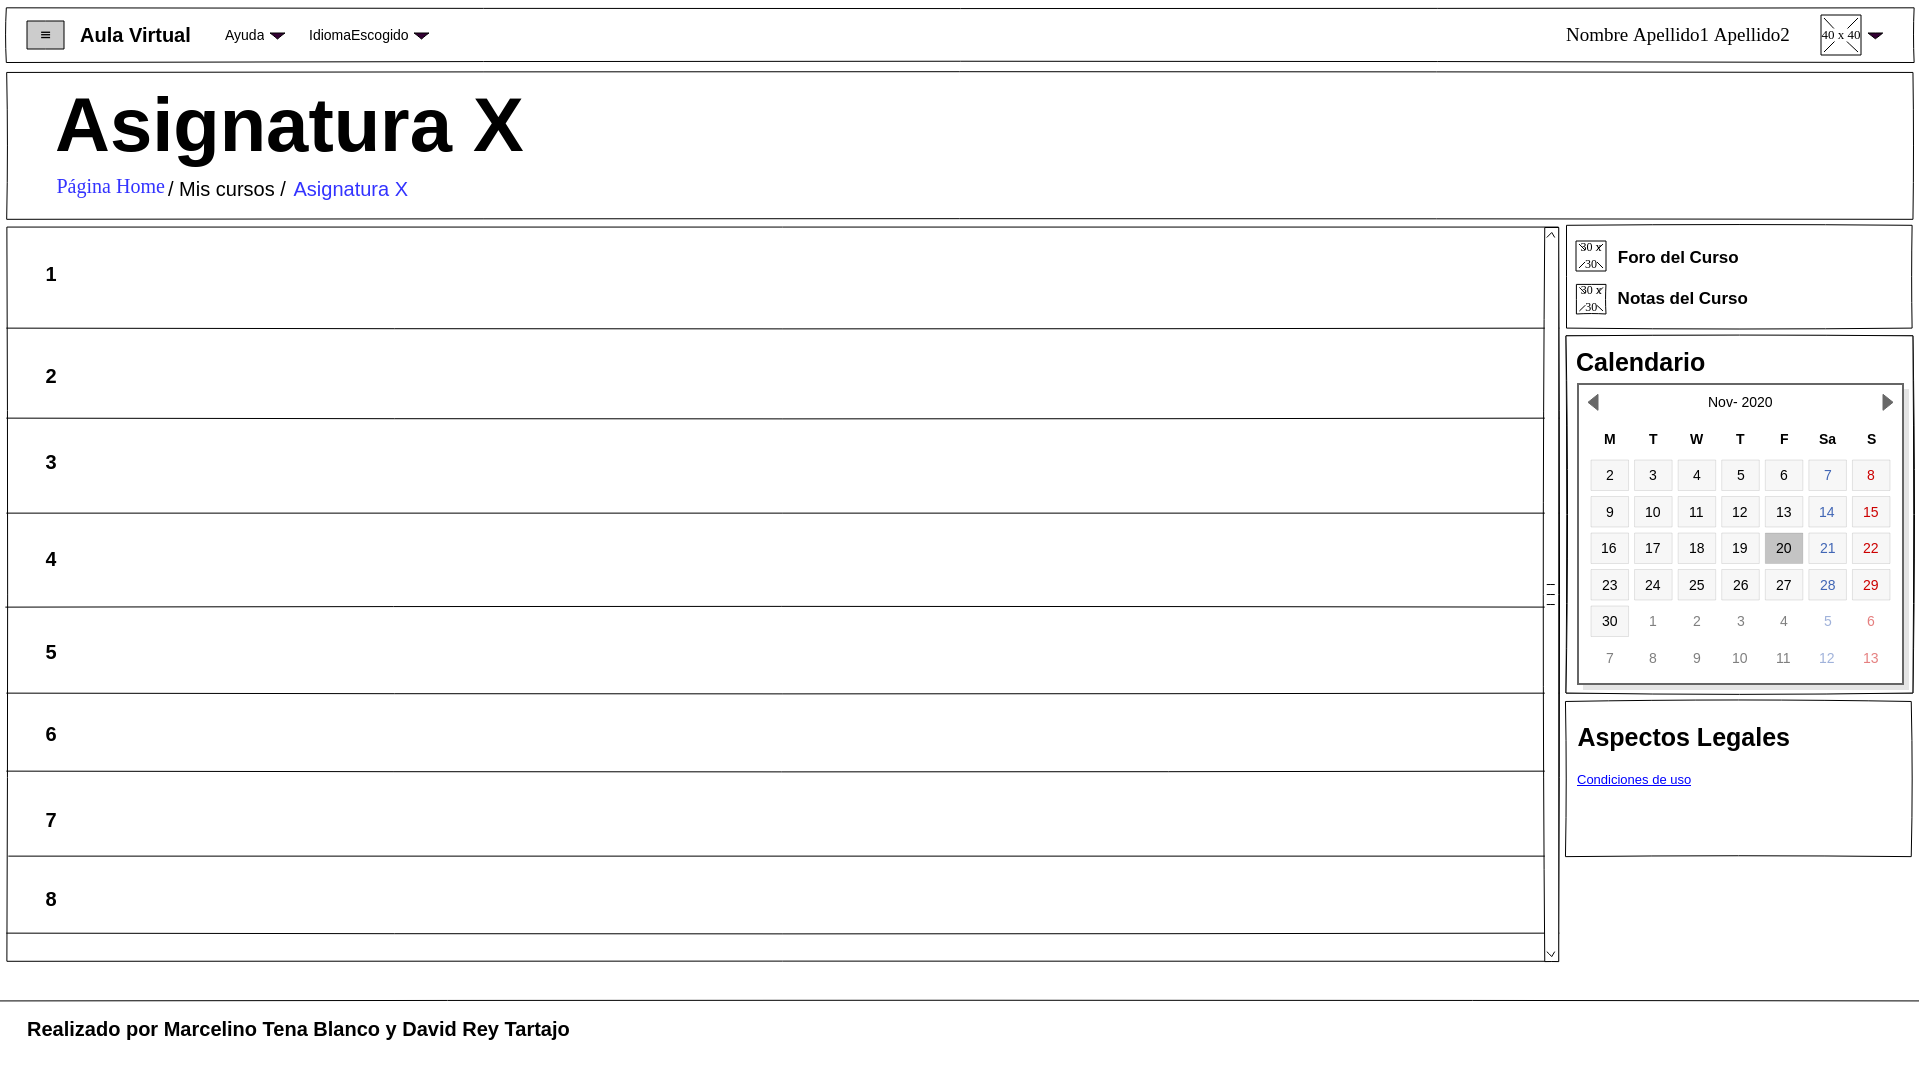 ≡ Aula Virtual Ayuda IdiomaEscogido Nombre Apellido1 Apellido2 40 x 40
Asignatura X
Página Home / Mis cursos / Asignatura X
1
2
3
4
5
6
7
8
30 x
30
Foro del Curso
30 x
30
Notas del Curso
Calendario
Nov- 2020
M T W T F Sa S
2 3 4 5 6 7 8
9 10 11 12 13 14 15
16 17 18 19 20 21 22
23 24 25 26 27 28 29
30 1 2 3 4 5 6
7 8 9 10 11 12 13
Aspectos Legales
Condiciones de uso
Realizado por Marcelino Tena Blanco y David Rey Tartajo